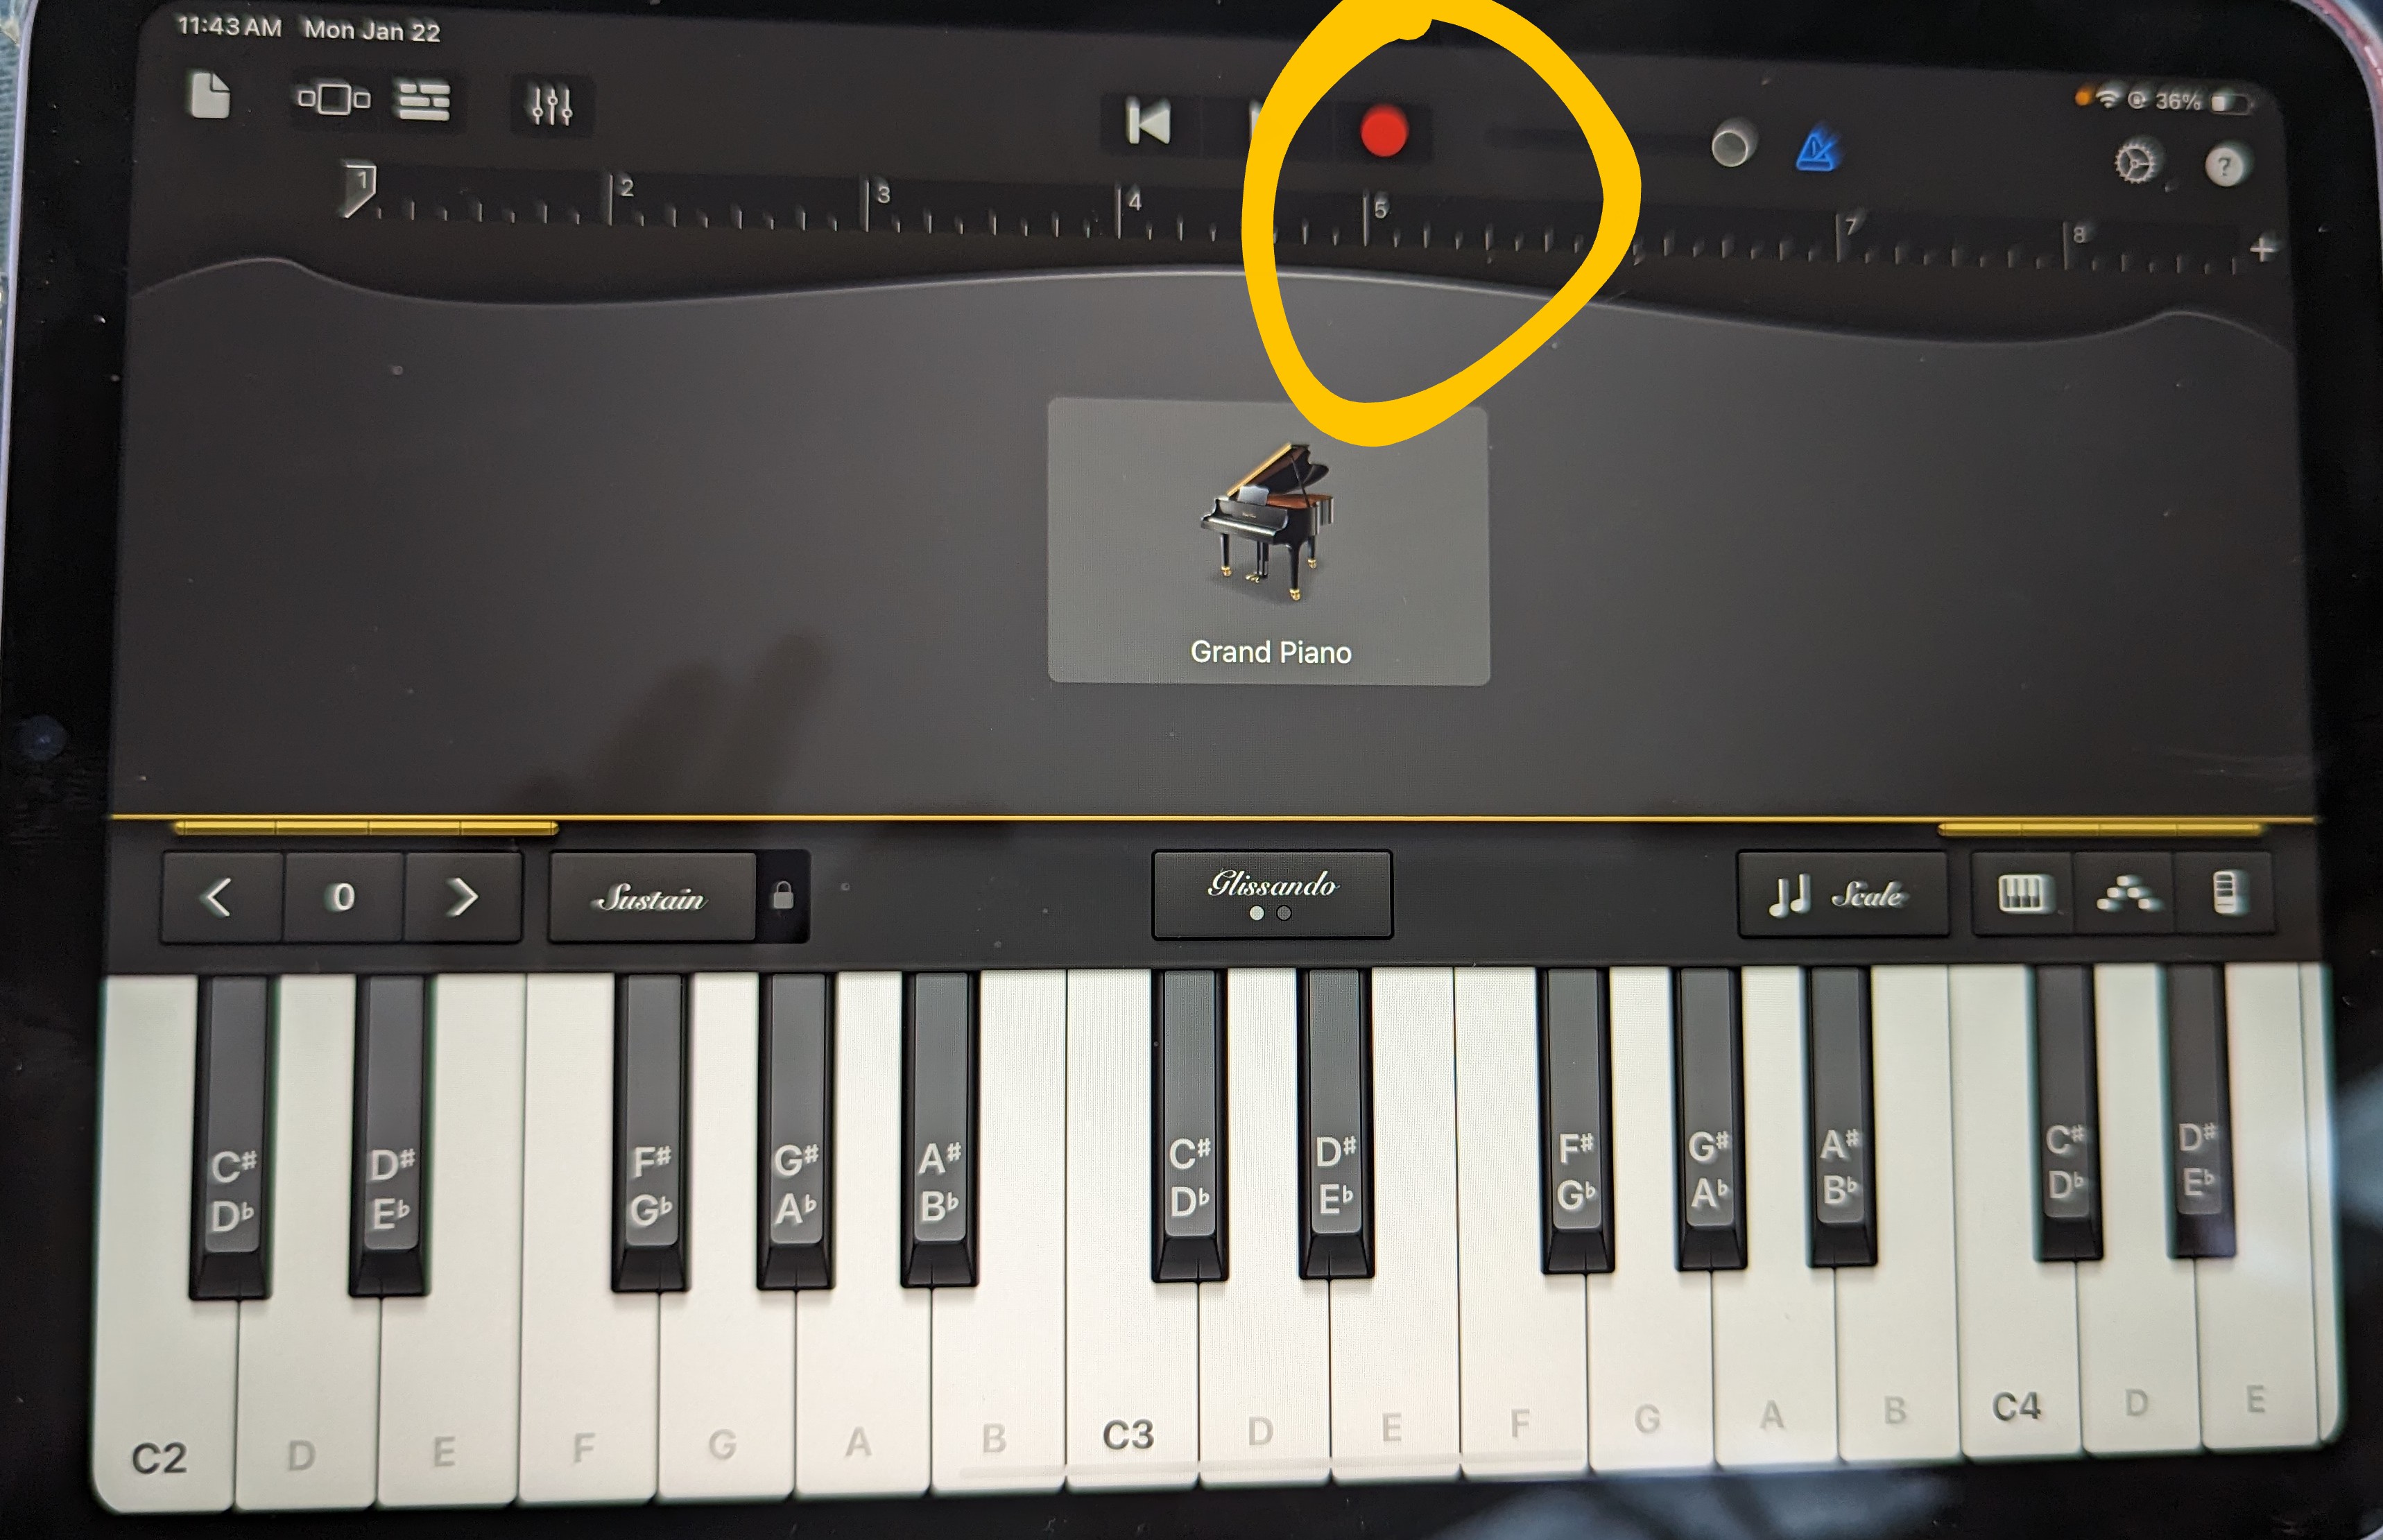 11:43 AM Mon Jan 22
36%
?
1 2 3 4 5 7 8 +
Grand Piano
0 Sustain Glissando Scale
C# D# F# G# A# C# D# F# G# A# C# D#
D♭ E♭ G♭ A♭ B♭ D♭ E♭ G♭ A♭ B♭ D♭ E♭
C2 D E F G A B C3 D E F G A B C4 D E